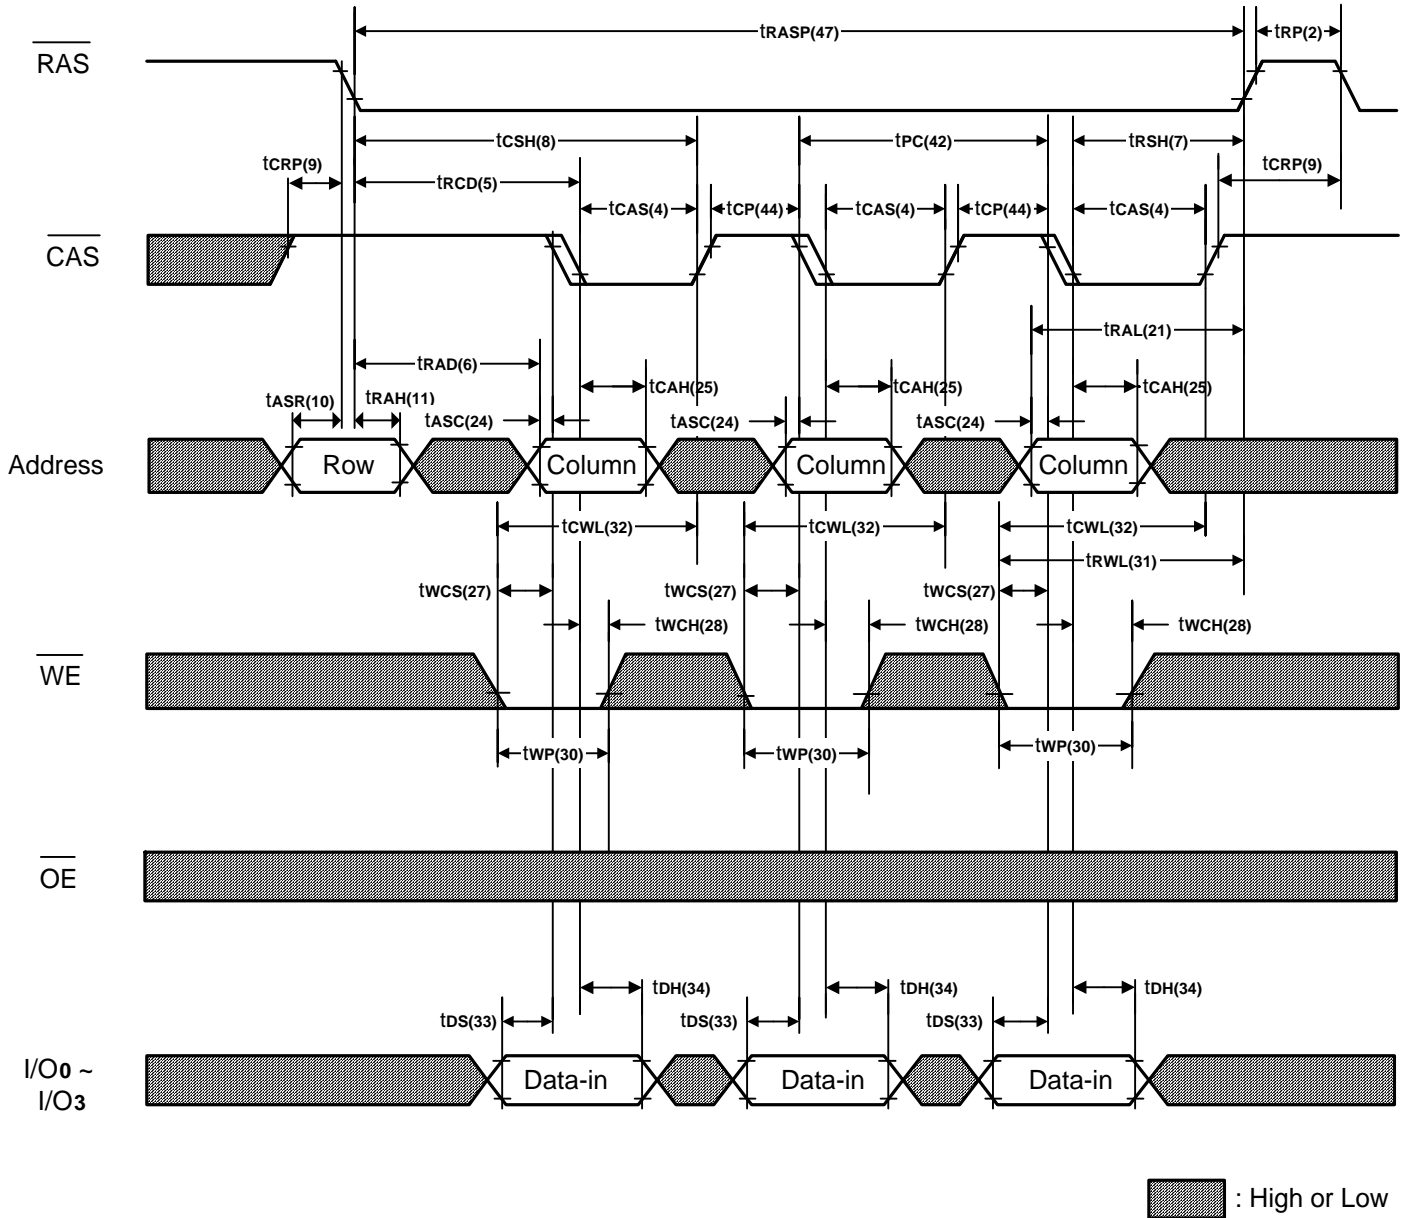 tRASP(47) tRP(2)
RAS
tCSH(8) tPC(42) tRSH(7)
tCRP(9) tCRP(9)
tRCD(5)
tCAS(4) tCP(44) tCAS(4) tCP(44) tCAS(4)
CAS
tRAL(21)
tRAD(6)
tCAH(25) tCAH(25) tCAH(25)
tASR(10) tRAH(11)
tASC(24) tASC(24) tASC(24)
Address Row Column Column Column
tCWL(32) tCWL(32) tCWL(32)
tRWL(31)
tWCS(27) tWCS(27) tWCS(27)
tWCH(28) tWCH(28) tWCH(28)
WE
tWP(30) tWP(30) tWP(30)
OE
tDH(34) tDH(34) tDH(34)
tDS(33) tDS(33) tDS(33)
I/O0 ~
I/O3
Data-in Data-in Data-in
: High or Low